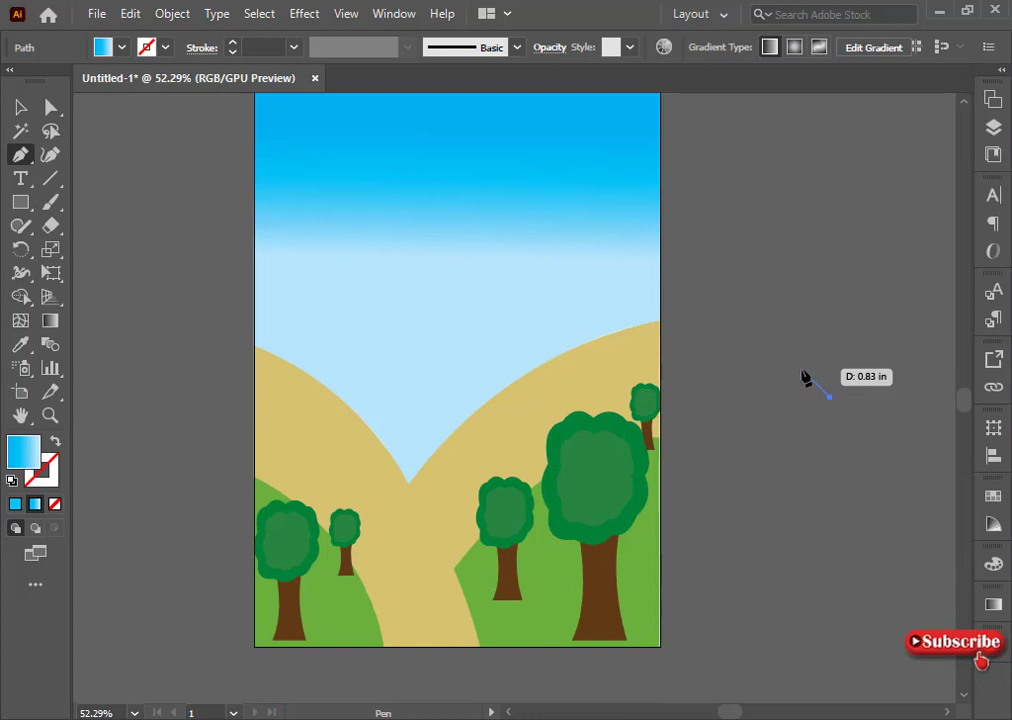 Ai File Edit Object Type Select Effect View Window Help Layout Search Adobe Stock
Path Stroke: Basic Opacity Style: Gradient Type: Edit Gradient
Untitled-1* @ 52.29% (RGB/GPU Preview)
D: 0.83 in
Subscribe
52.29% 1 Pen